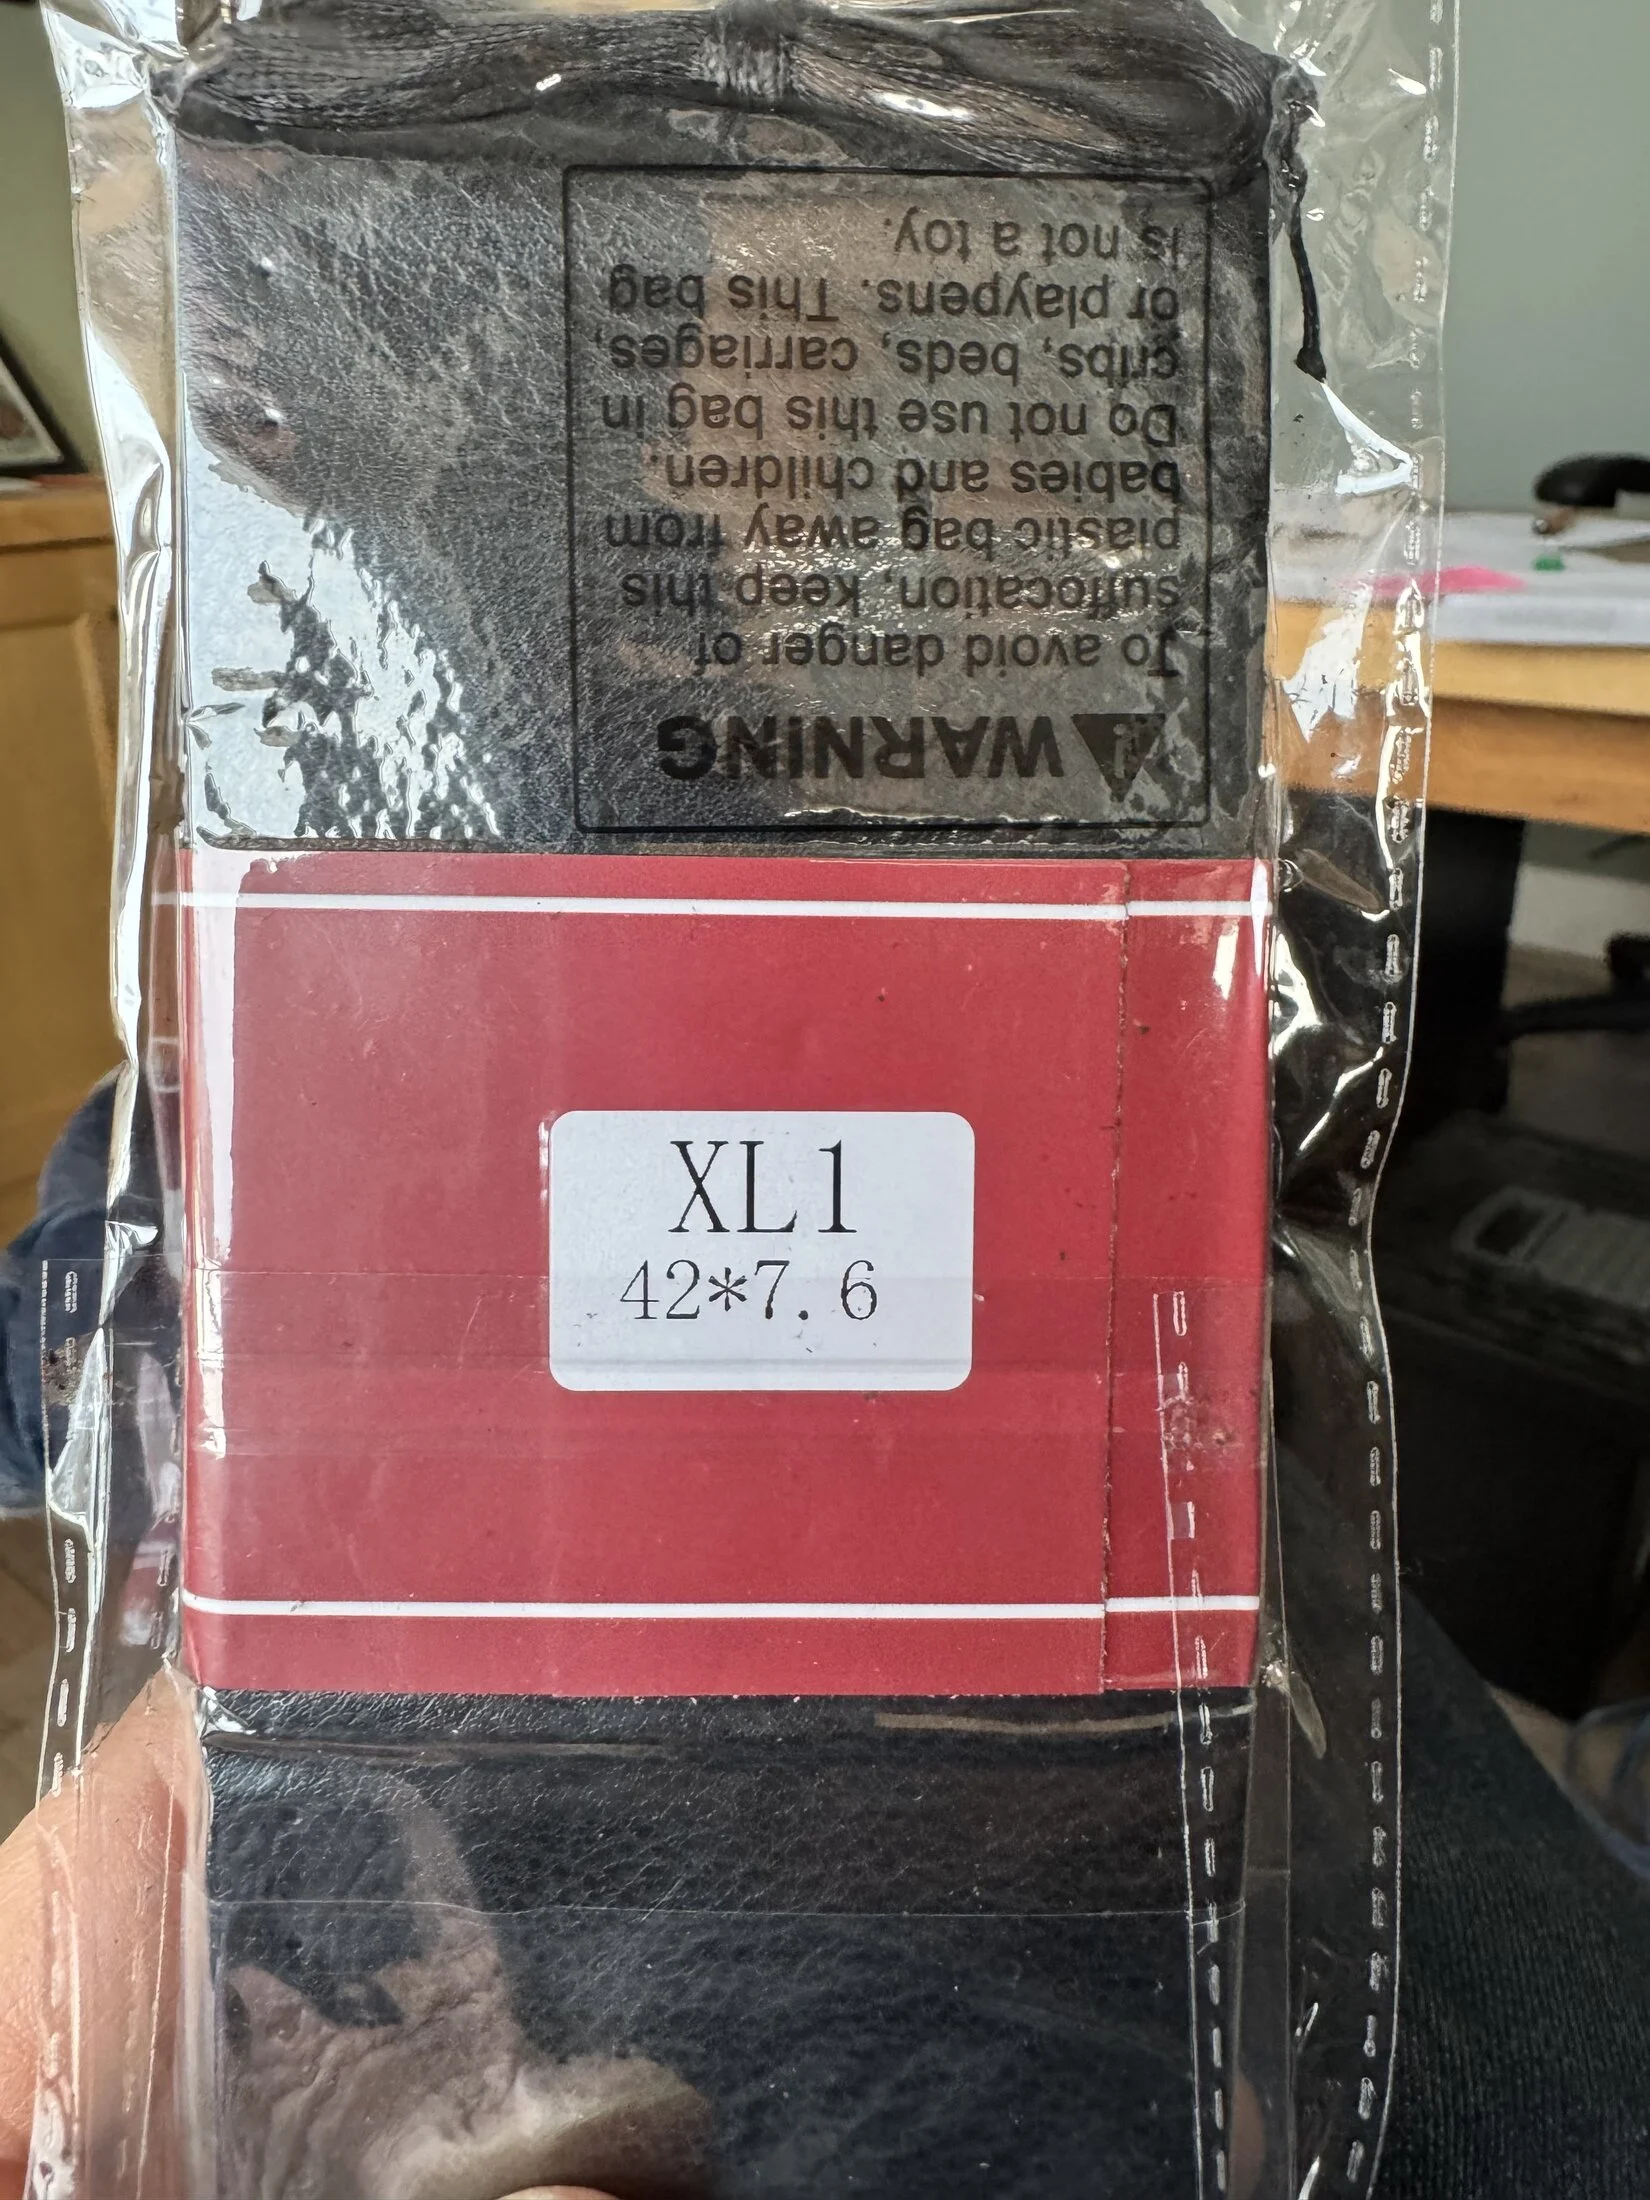 WARNING
To avoid danger of
suffocation, keep this
plastic bag away from
babies and children.
Do not use this bag in
cribs, beds, carriages,
or playpens. This bag
is not a toy.
XL1
42*7.6